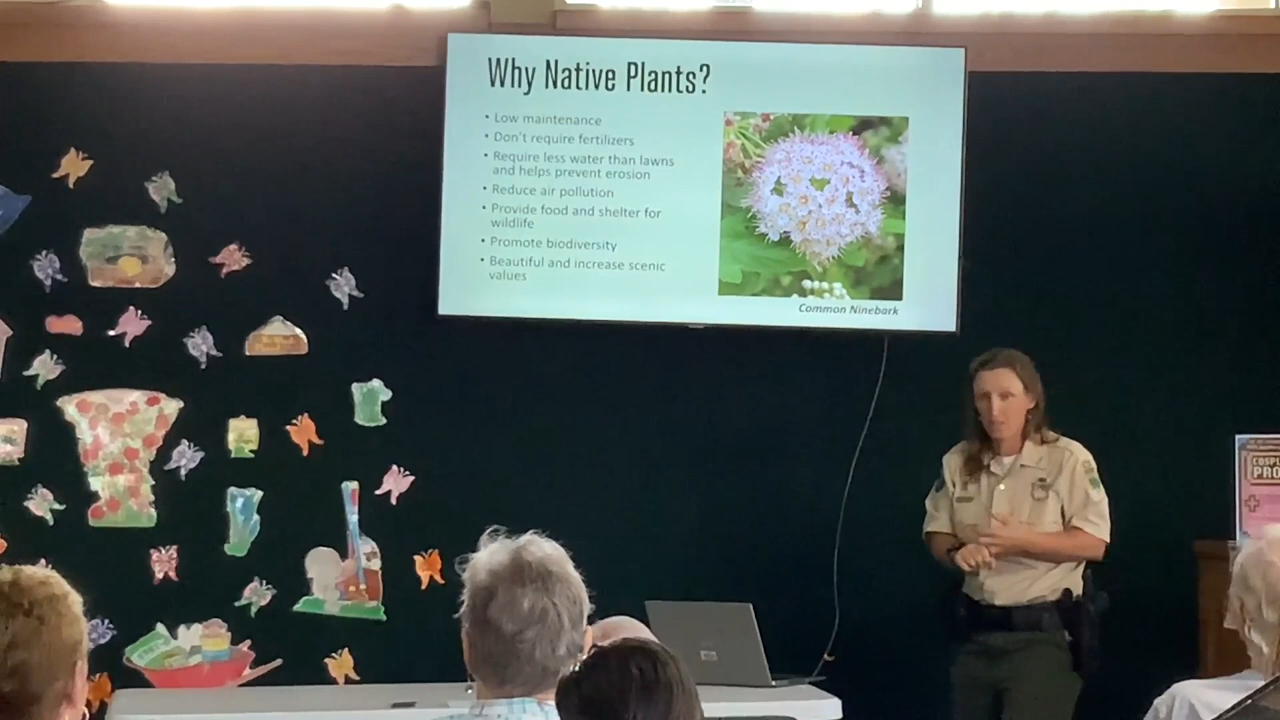 Why Native Plants?
• Low maintenance
• Don't require fertilizers
• Require less water than lawns
and helps prevent erosion
• Reduce air pollution
• Provide food and shelter for
wildlife
• Promote biodiversity
• Beautiful and increase scenic
values
Common Ninebark